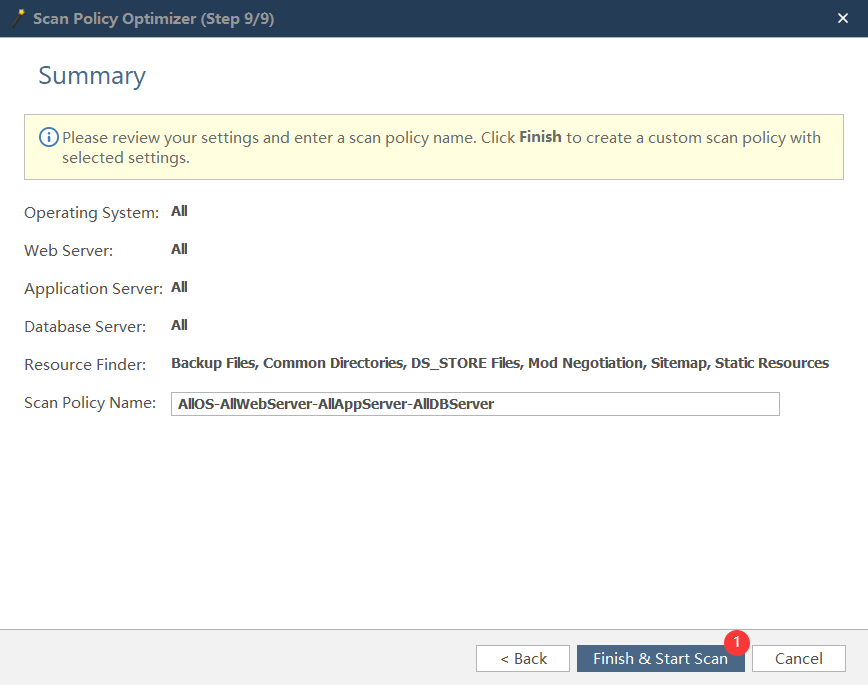 Scan Policy Optimizer (Step 9/9)
Summary
Please review your settings and enter a scan policy name. Click Finish to create a custom scan policy with
selected settings.
Operating System: All
Web Server: All
Application Server: All
Database Server: All
Resource Finder: Backup Files, Common Directories, DS_STORE Files, Mod Negotiation, Sitemap, Static Resources
Scan Policy Name: AllOS-AllWebServer-AllAppServer-AllDBServer
1
< Back Finish & Start Scan Cancel